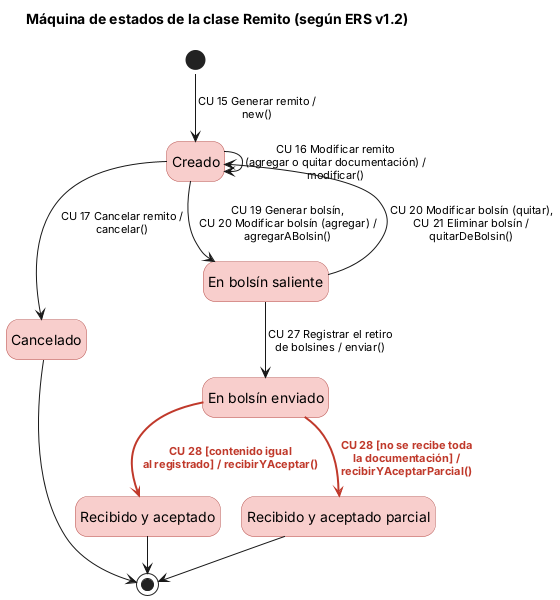 Máquina de estados de la clase Remito (según ERS v1.2)
CU 15 Generar remito /
new()
Creado
CU 16 Modificar remito
(agregar o quitar documentación) /
modificar()
CU 17 Cancelar remito /
cancelar()
CU 19 Generar bolsín,
CU 20 Modificar bolsín (agregar) /
agregarABolsin()
CU 20 Modificar bolsín (quitar),
CU 21 Eliminar bolsín /
quitarDeBolsin()
En bolsín saliente
Cancelado
CU 27 Registrar el retiro
de bolsines / enviar()
En bolsín enviado
CU 28 [contenido igual
al registrado] / recibirYAceptar()
CU 28 [no se recibe toda
la documentación] /
recibirYAceptarParcial()
Recibido y aceptado
Recibido y aceptado parcial